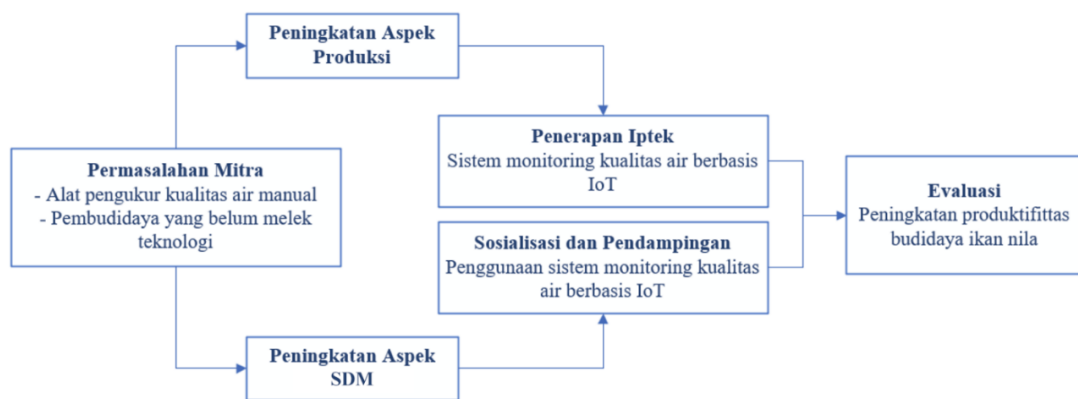 Peningkatan Aspek
Produksi
Permasalahan Mitra
- Alat pengukur kualitas air manual
- Pembudidaya yang belum melek
teknologi
Penerapan Iptek
Sistem monitoring kualitas air berbasis
IoT
Sosialisasi dan Pendampingan
Penggunaan sistem monitoring kualitas
air berbasis IoT
Evaluasi
Peningkatan produktifittas
budidaya ikan nila
Peningkatan Aspek
SDM